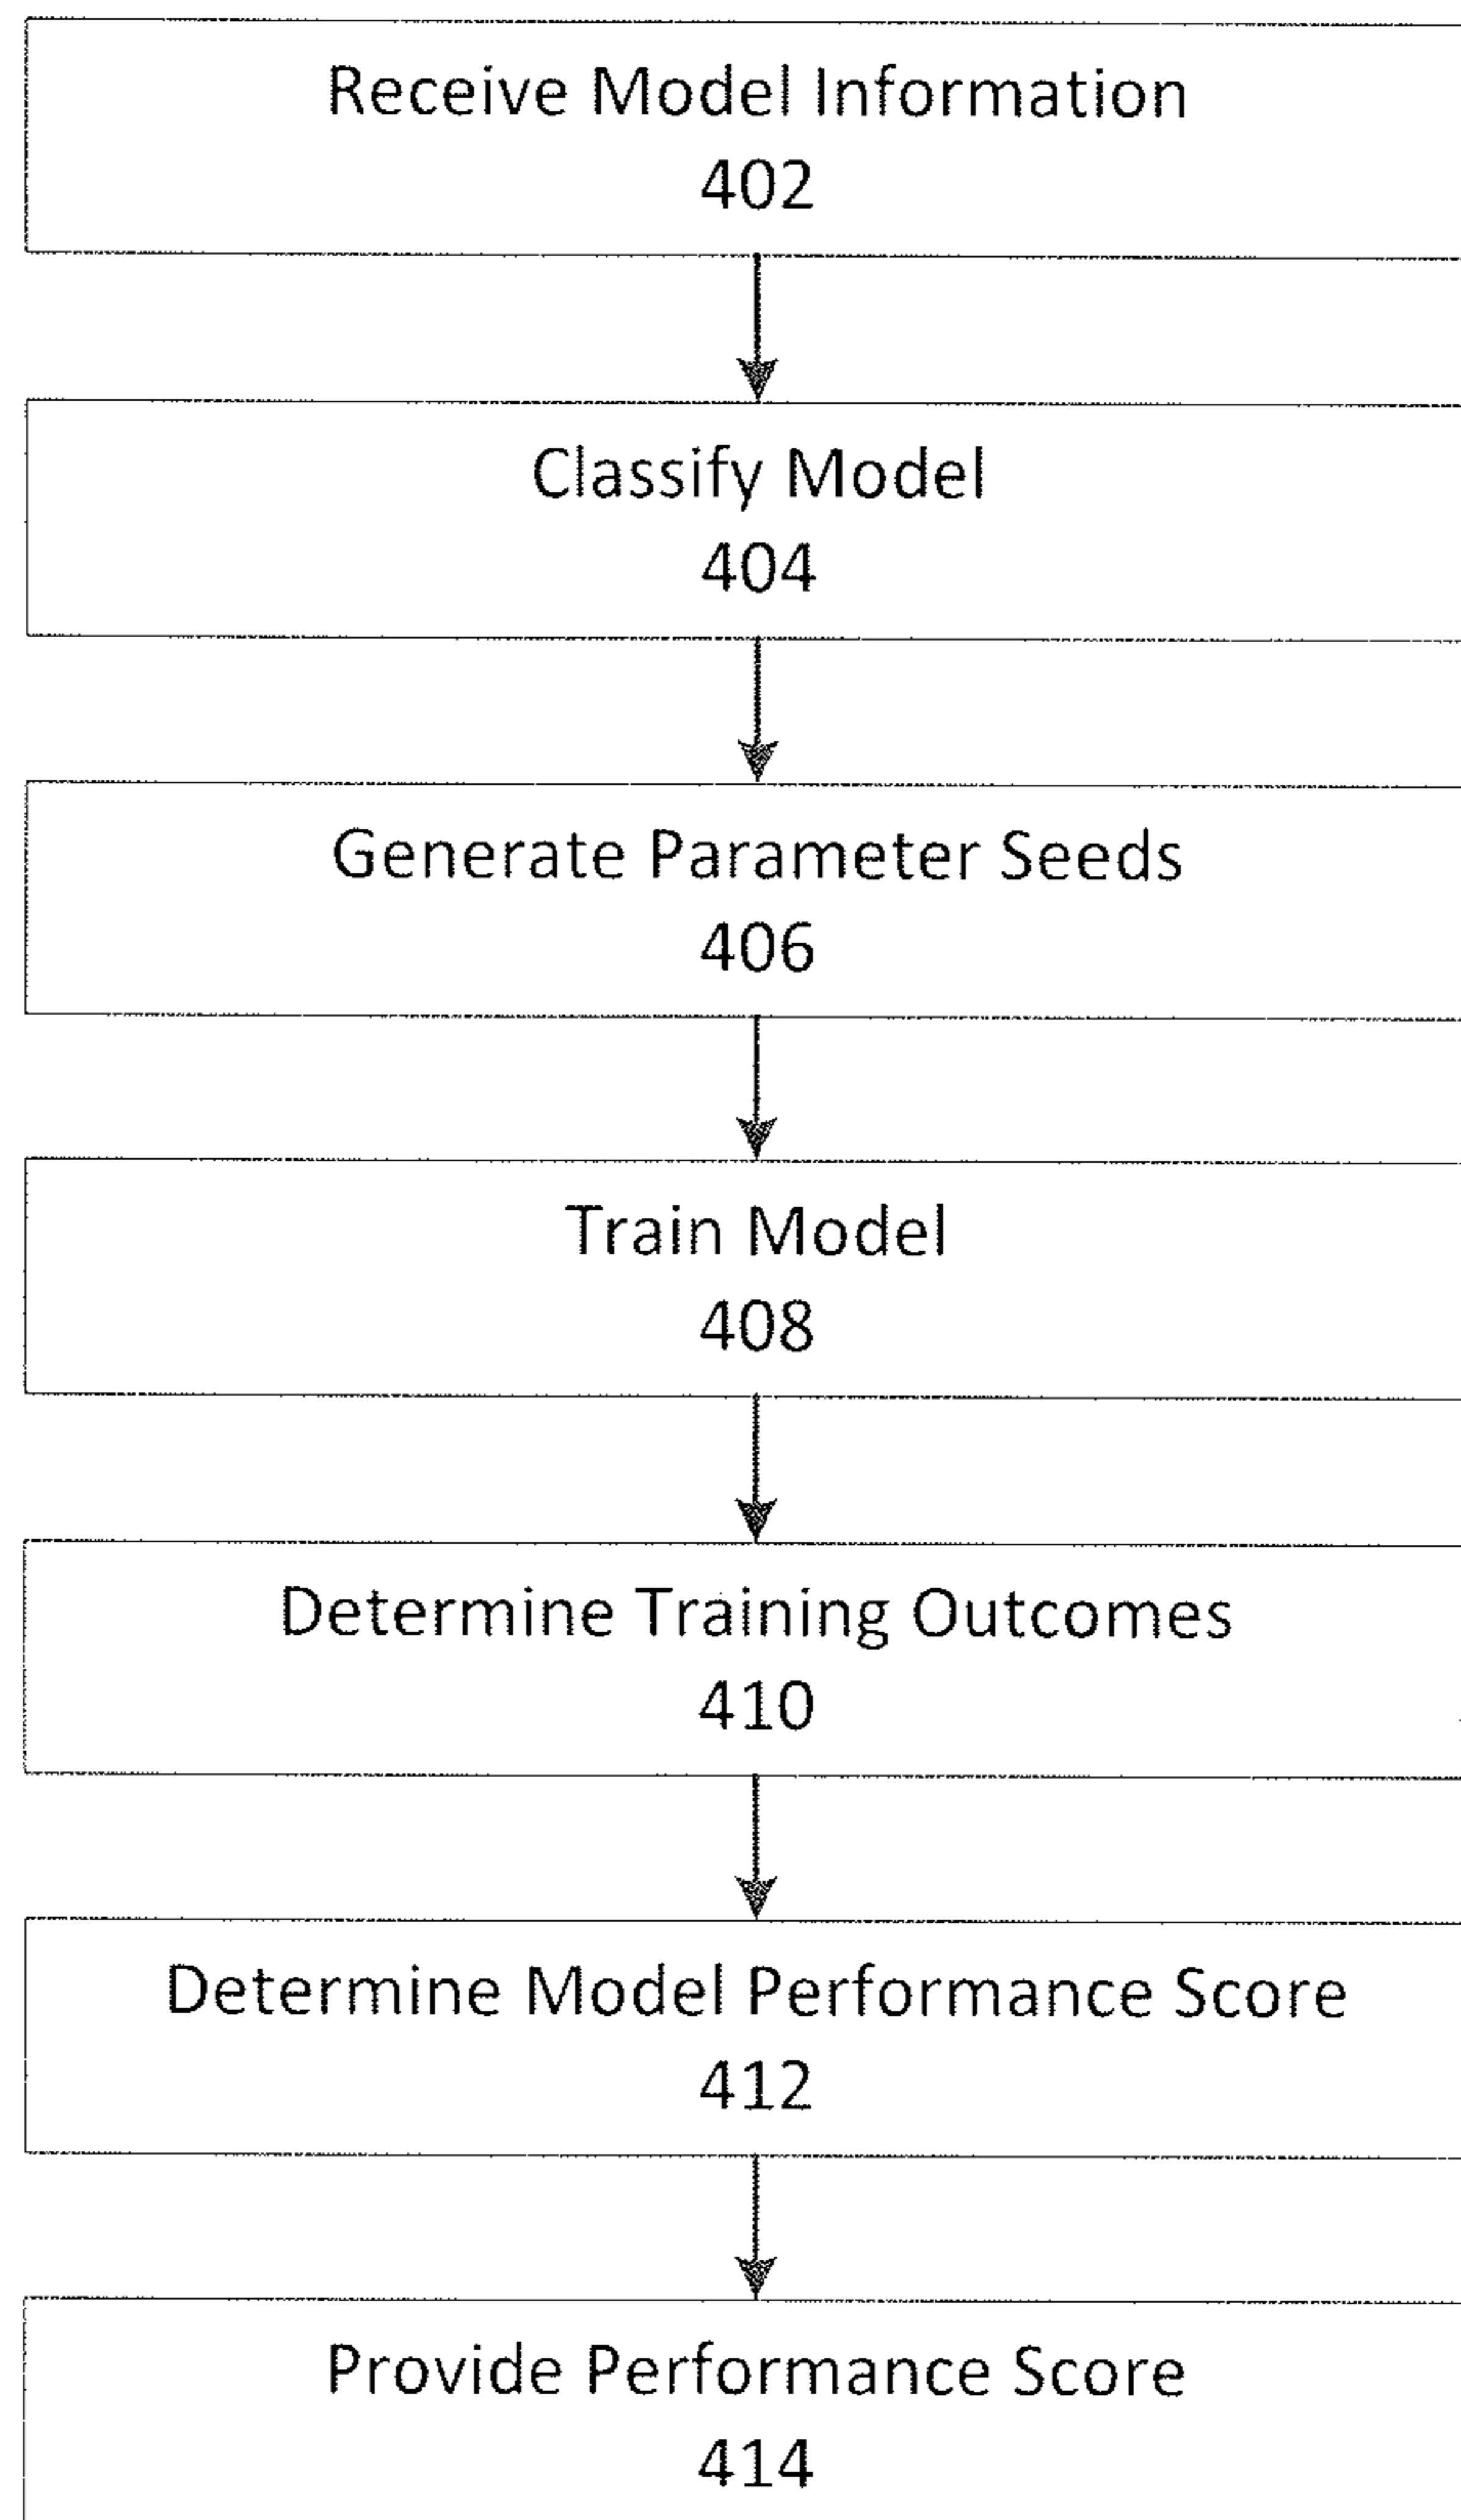 Receive Model Information
402
Classify Model
404
Generate Parameter Seeds
406
Train Model
408
Determine Training Outcomes
410
Determine Model Performance Score
412
Provide Performance Score
414